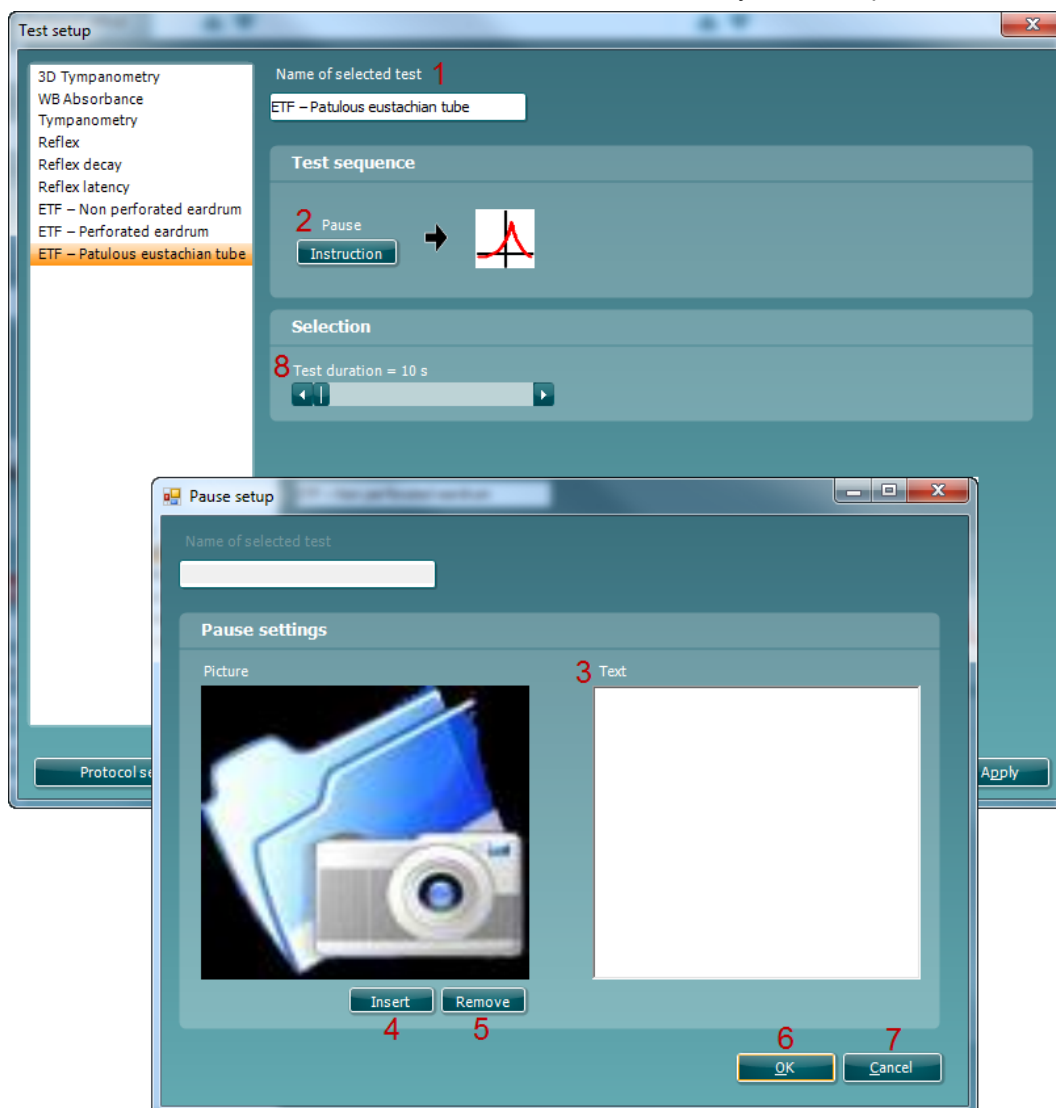 Test setup
3D Tympanometry
WB Absorbance
Tympanometry
Reflex
Reflex decay
Reflex latency
ETF – Non perforated eardrum
ETF – Perforated eardrum
ETF – Patulous eustachian tube
Name of selected test 1
ETF – Patulous eustachian tube
Test sequence
2 Pause
Instruction
Selection
8 Test duration = 10 s
Apply
Pause setup
Name of selected test
Pause settings
Picture
3 Text
Insert Remove
4 5
6 7
OK Cancel
Protocol se